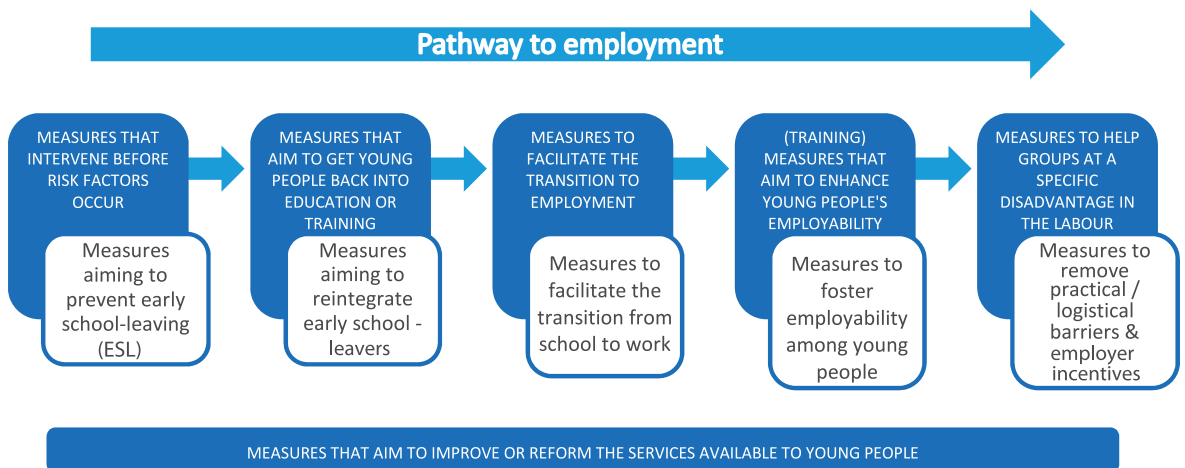 Pathway to employment
MEASURES THAT
INTERVENE BEFORE
RISK FACTORS
OCCUR
Measures
aiming to
prevent early
school-leaving
(ESL)
MEASURES THAT
AIM TO GET YOUNG
PEOPLE BACK INTO
EDUCATION OR
TRAINING
Measures
aiming to
reintegrate
early school -
leavers
MEASURES TO
FACILITATE THE
TRANSITION TO
EMPLOYMENT
Measures to
facilitate the
transition from
school to work
(TRAINING)
MEASURES THAT
AIM TO ENHANCE
YOUNG PEOPLE'S
EMPLOYABILITY
Measures to
foster
employability
among young
people
MEASURES TO HELP
GROUPS AT A
SPECIFIC
DISADVANTAGE IN
THE LABOUR
Measures to
remove
practical /
logistical
barriers &
employer
incentives
MEASURES THAT AIM TO IMPROVE OR REFORM THE SERVICES AVAILABLE TO YOUNG PEOPLE